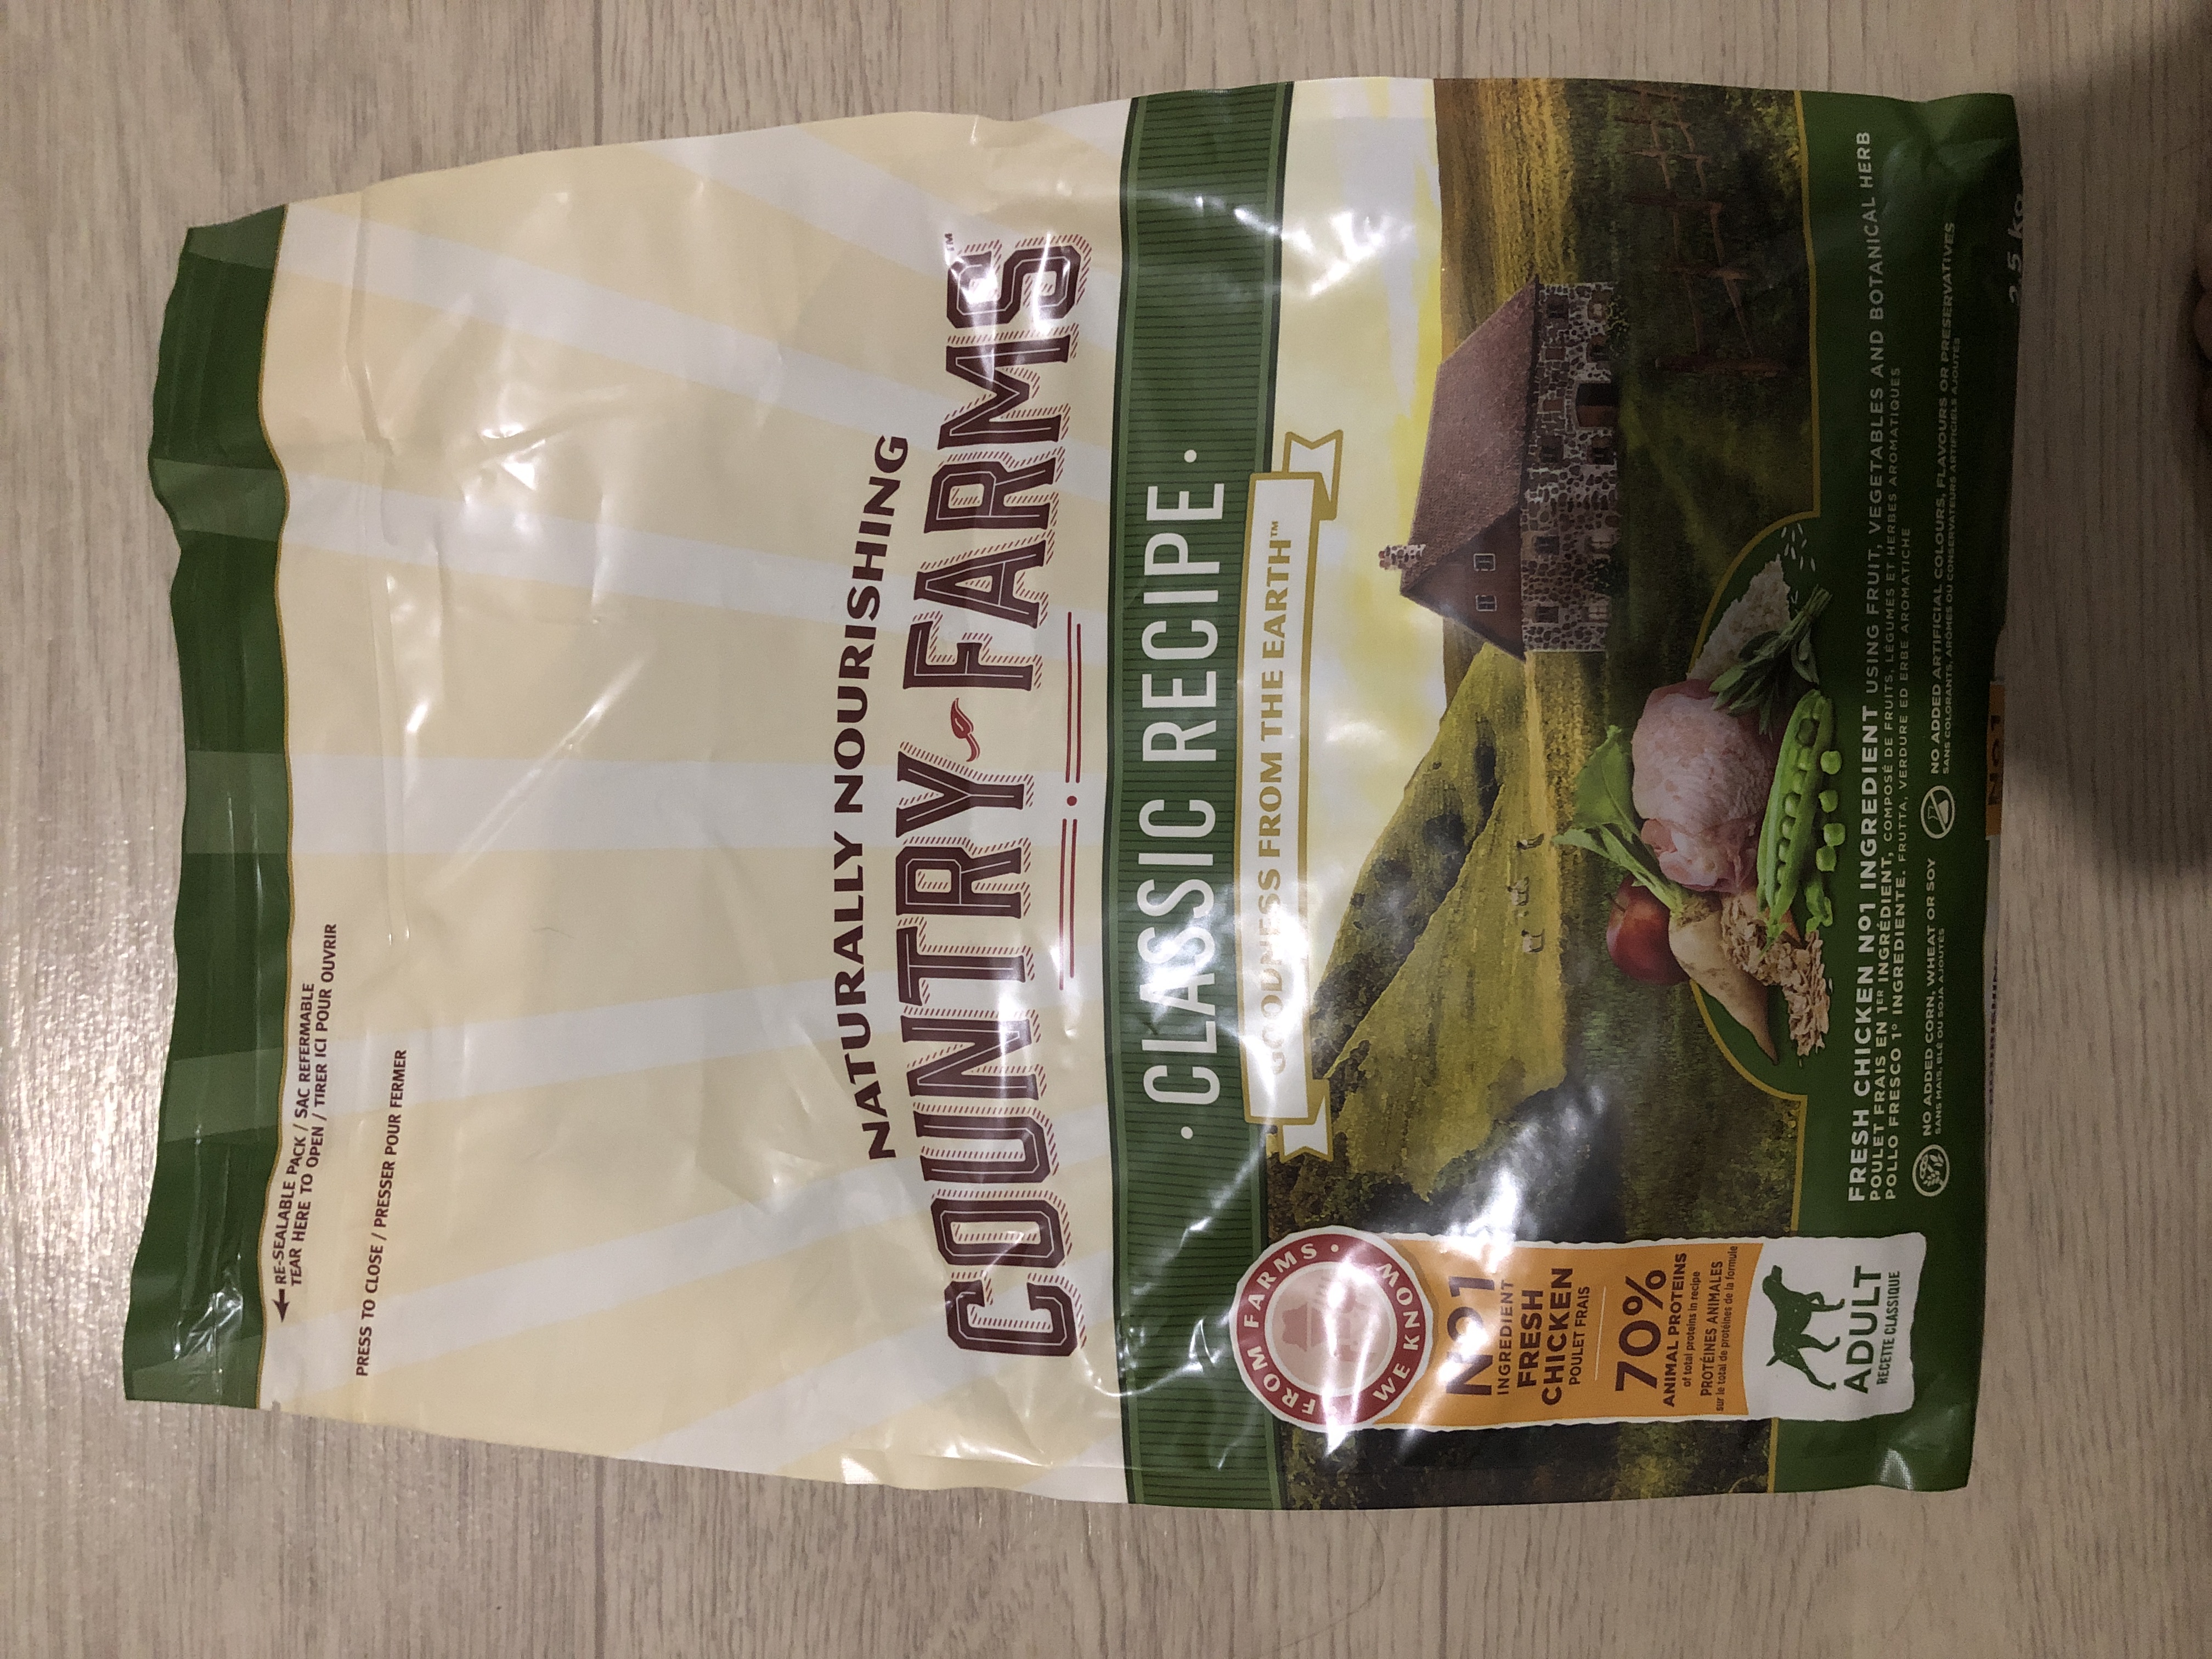 RE-SEALABLE PACK / SAC REFERMABLE
TEAR HERE TO OPEN / TIRER ICI POUR OUVRIR
PRESS TO CLOSE / PRESSER POUR FERMER
NATURALLY NOURISHING
COUNTRY FARMS™
• CLASSIC RECIPE •
GOODNESS FROM THE EARTH™
FROM FARMS • WE KNOW
NO1
INGREDIENT
FRESH
CHICKEN
POULET FRAIS
70%
ANIMAL PROTEINS
of total proteins in recipe
PROTÉINES ANIMALES
sur le total de protéines de la formule
ADULT
RECETTE CLASSIQUE
FRESH CHICKEN NO1 INGREDIENT USING FRUIT, VEGETABLES AND BOTANICAL HERB
POULET FRAIS EN 1ER INGRÉDIENT, COMPOSÉ DE FRUITS, LÉGUMES ET HERBES AROMATIQUES
POLLO FRESCO 1° INGREDIENTE. FRUTTA, VERDURE ED ERBE AROMATICHE
NO ADDED CORN, WHEAT OR SOY
SANS MAÏS, BLÉ OU SOJA AJOUTÉS
NO ADDED ARTIFICIAL COLOURS, FLAVOURS OR PRESERVATIVES
SANS COLORANTS, ARÔMES OU CONSERVATEURS ARTIFICIELS AJOUTÉS
2.5 kg
NO1